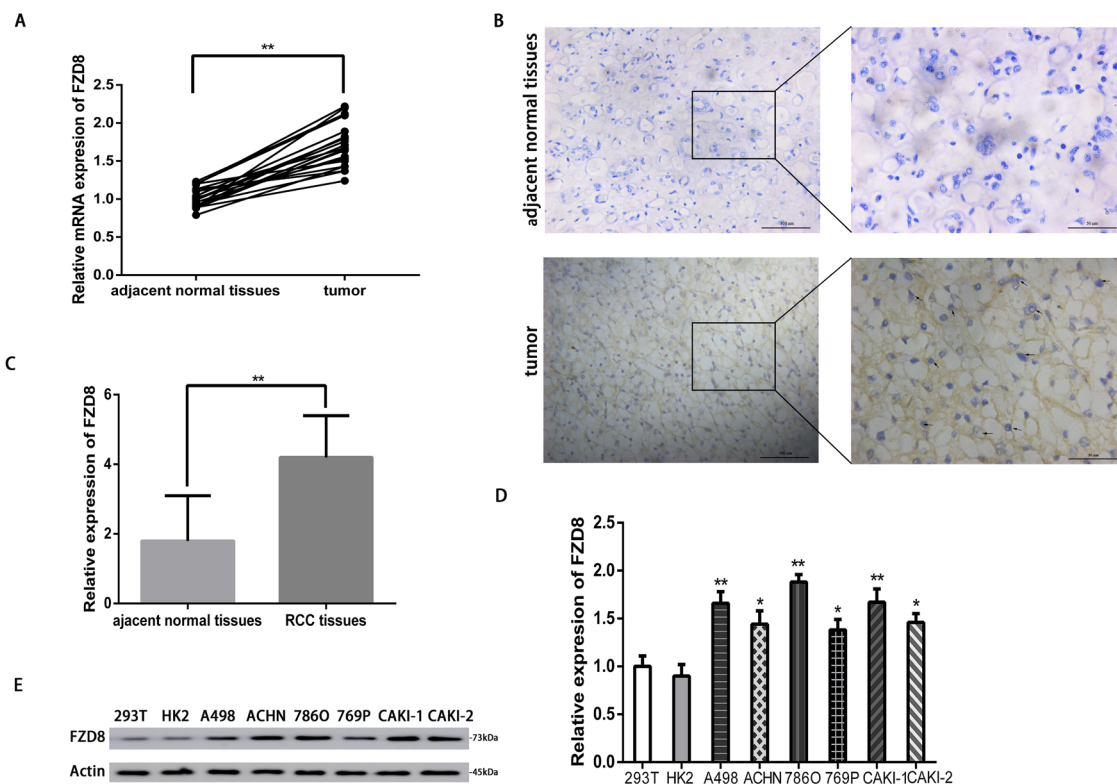 A
**
Relative mRNA expression of FZD8
2.5
2.0
1.5
1.0
0.5
0.0
adjacent normal tissues
tumor
B
adjacent normal tissues
tumor
C
**
Relative expression of FZD8
6
4
2
0
ajacent normal tissues
RCC tissues
D
Relative expression of FZD8
2.5
2.0
1.5
1.0
0.5
0.0
**
*
**
*
**
*
293T
HK2
A498
ACHN
786O
769P
CAKI-1
CAKI-2
E
293T HK2 A498 ACHN 786O 769P CAKI-1 CAKI-2
FZD8
-73kDa
Actin
-45kDa